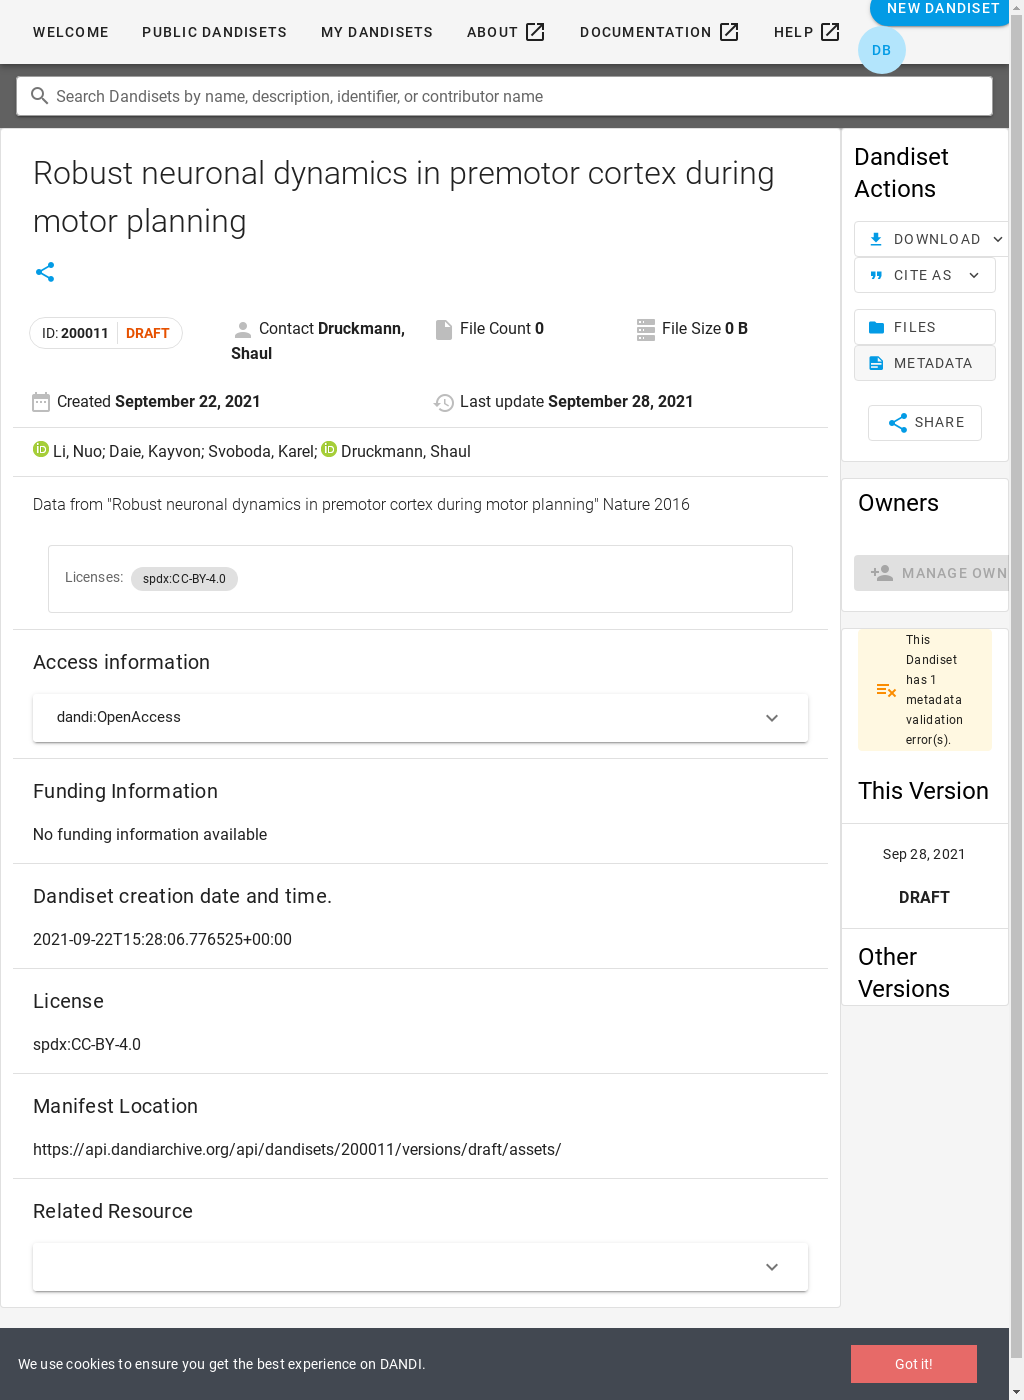 WELCOME PUBLIC DANDISETS MY DANDISETS ABOUT DOCUMENTATION HELP NEW DANDISET
DB
Search Dandisets by name, description, identifier, or contributor name
Robust neuronal dynamics in premotor cortex during
motor planning
ID: 200011 DRAFT
Contact Druckmann,
Shaul
File Count 0
File Size 0 B
Created September 22, 2021
Last update September 28, 2021
iD Li, Nuo; Daie, Kayvon; Svoboda, Karel; iD Druckmann, Shaul
Data from "Robust neuronal dynamics in premotor cortex during motor planning" Nature 2016
Licenses: spdx:CC-BY-4.0
Access information
dandi:OpenAccess
Funding Information
No funding information available
Dandiset creation date and time.
2021-09-22T15:28:06.776525+00:00
License
spdx:CC-BY-4.0
Manifest Location
https://api.dandiarchive.org/api/dandisets/200011/versions/draft/assets/
Related Resource
Dandiset
Actions
DOWNLOAD
CITE AS
FILES
METADATA
SHARE
Owners
MANAGE OWN
This
Dandiset
has 1
metadata
validation
error(s).
This Version
Sep 28, 2021
DRAFT
Other
Versions
We use cookies to ensure you get the best experience on DANDI.
Got it!